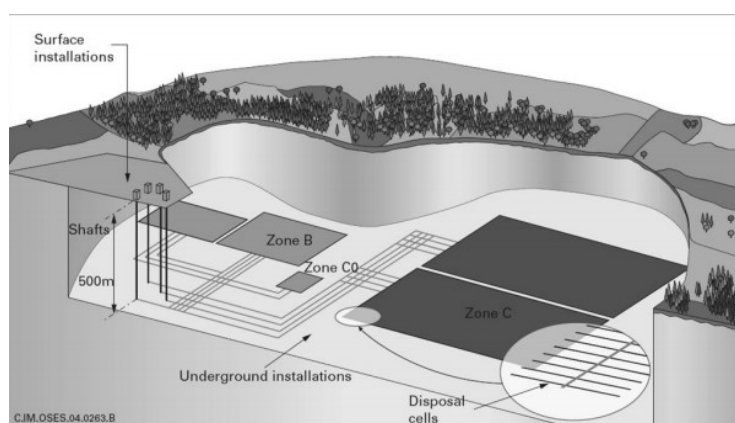 Surface
installations
Shafts
500m
Zone B
Zone C0
Zone C
Underground installations
Disposal
cells
C.IM.OSES.04.0263.B